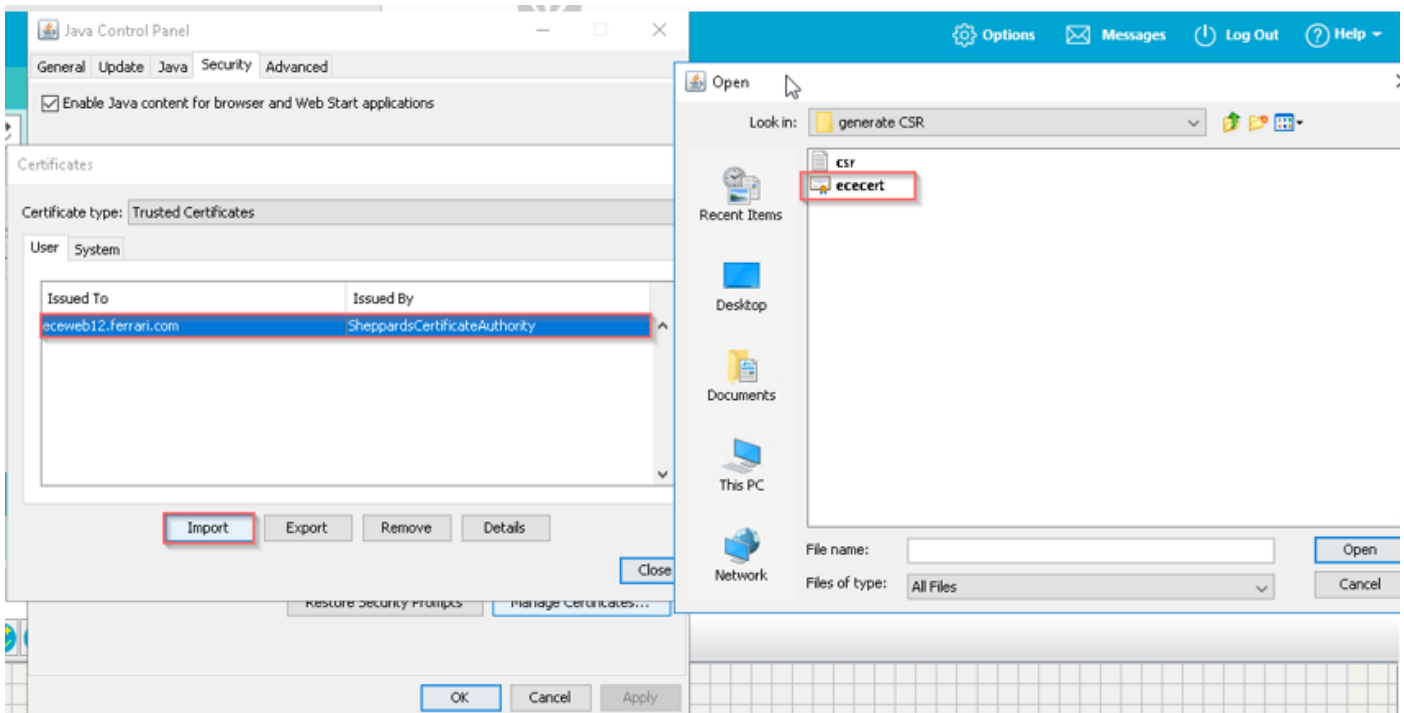 Java Control Panel
General Update Java Security Advanced
Enable Java content for browser and Web Start applications
Certificates
Certificate type: Trusted Certificates
User System
Issued To Issued By
eceweb12.ferrari.com SheppardsCertificateAuthority
Import Export Remove Details
Close
Restore Security Prompts Manage Certificates...
OK Cancel Apply
Options Messages Log Out Help
Open
Look in: generate CSR
csr
ececert
Recent Items
Desktop
Documents
This PC
Network
File name: Open
Files of type: All Files Cancel